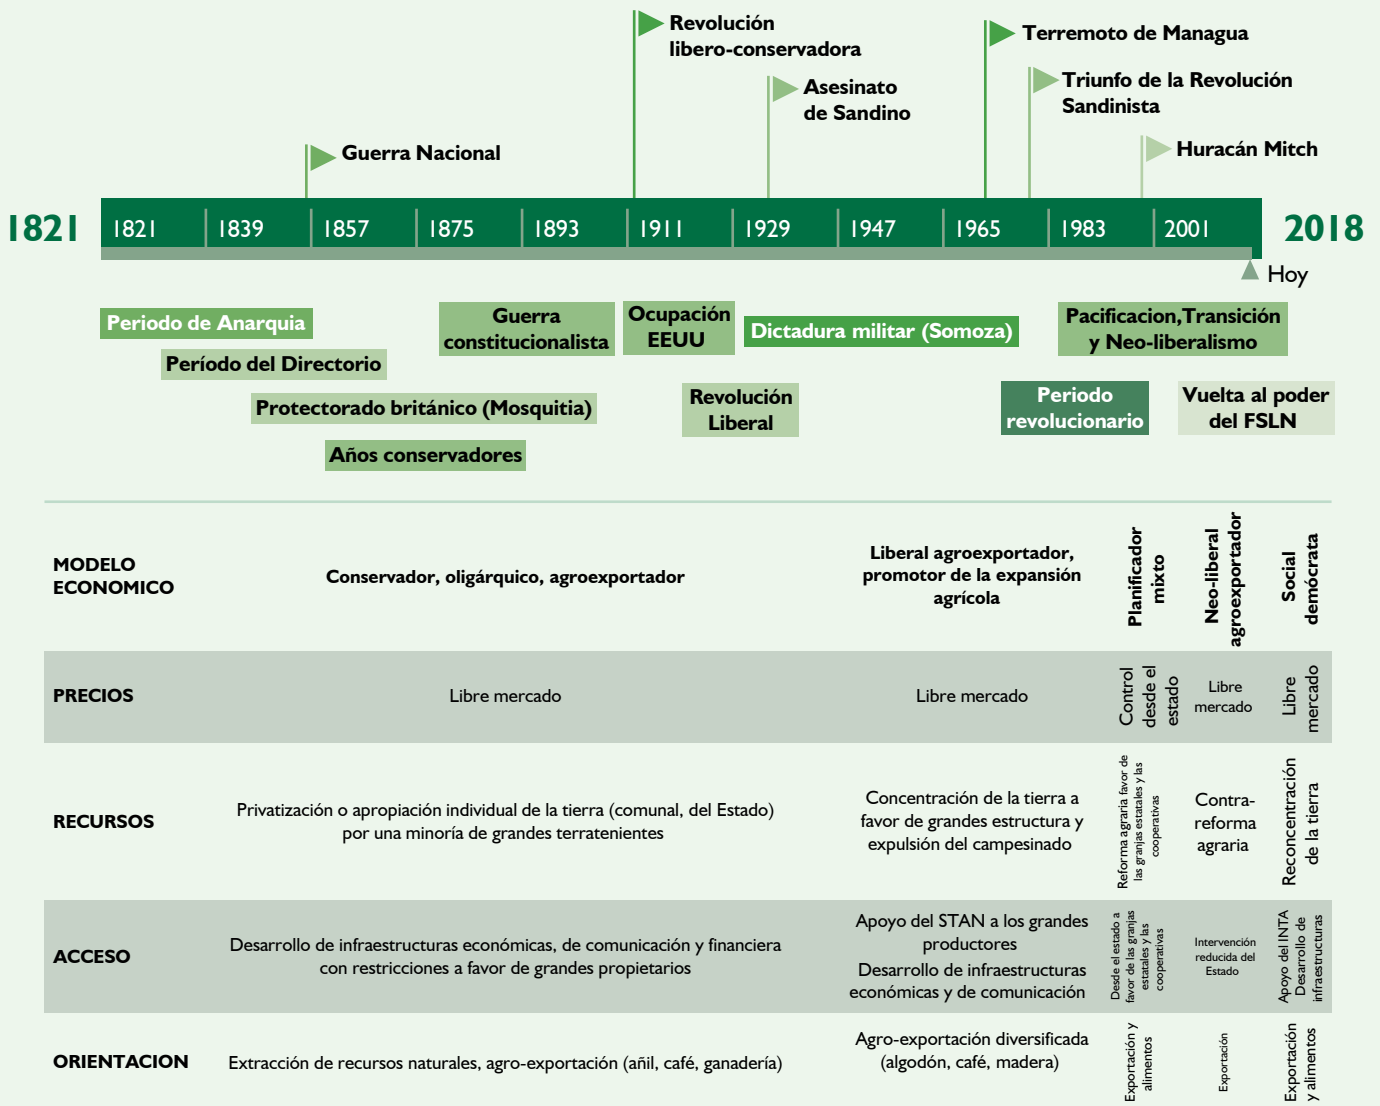 Revolución
libero-conservadora
Terremoto de Managua
Asesinato
de Sandino
Triunfo de la Revolución
Sandinista
Guerra Nacional
Huracán Mitch
1821
1821 1839 1857 1875 1893 1911 1929 1947 1965 1983 2001
2018
Hoy
Periodo de Anarquia
Guerra
constitucionalista
Ocupación
EEUU
Dictadura militar (Somoza)
Pacificacion,Transición
y Neo-liberalismo
Período del Directorio
Protectorado británico (Mosquitia)
Revolución
Liberal
Periodo
revolucionario
Vuelta al poder
del FSLN
Años conservadores
MODELO
ECONOMICO
Conservador, oligárquico, agroexportador
Liberal agroexportador,
promotor de la expansión
agrícola
Planificador
mixto
Neo-liberal
agroexportador
Social
demócrata
PRECIOS
Libre mercado
Libre mercado
Control
desde el
estado
Libre
mercado
Libre
mercado
RECURSOS
Privatización o apropiación individual de la tierra (comunal, del Estado)
por una minoría de grandes terratenientes
Concentración de la tierra a
favor de grandes estructura y
expulsión del campesinado
Reforma agraria favor de
las granjas estatales y las
cooperativas
Contra-
reforma
agraria
Reconcentración
de la tierra
ACCESO
Desarrollo de infraestructuras económicas, de comunicación y financiera
con restricciones a favor de grandes propietarios
Apoyo del STAN a los grandes
productores
Desarrollo de infraestructuras
económicas y de comunicación
Desde el estado a
favor de las granjas
estatales y las
cooperativas
Intervención
reducida del
Estado
Apoyo del INTA
Desarrollo de
infraestructuras
ORIENTACION
Extracción de recursos naturales, agro-exportación (añil, café, ganadería)
Agro-exportación diversificada
(algodón, café, madera)
Exportación y
alimentos
Exportación
Exportación
y alimentos